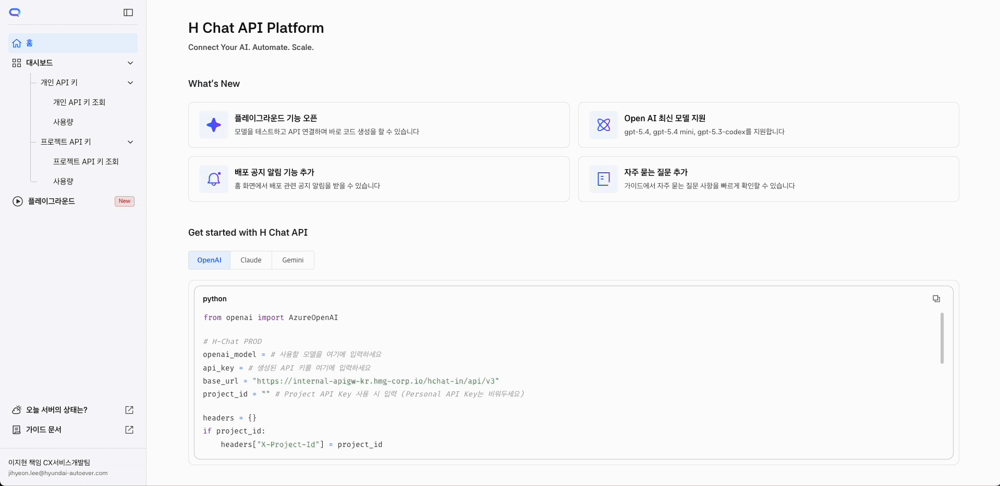 홈
대시보드
개인 API 키
개인 API 키 조회
사용량
프로젝트 API 키
프로젝트 API 키 조회
사용량
플레이그라운드 New
오늘 서버의 상태는?
가이드 문서
이지현 책임 CX서비스개발팀
jihyeon.lee@hyundai-autoever.com
H Chat API Platform
Connect Your AI. Automate. Scale.
What's New
플레이그라운드 기능 오픈
모델을 테스트하고 API 연결하며 바로 코드 생성을 할 수 있습니다
Open AI 최신 모델 지원
gpt-5.4, gpt-5.4 mini, gpt-5.3-codex를 지원합니다
배포 공지 알림 기능 추가
홈 화면에서 배포 관련 공지 알림을 받을 수 있습니다
자주 묻는 질문 추가
가이드에서 자주 묻는 질문 사항을 빠르게 확인할 수 있습니다
Get started with H Chat API
OpenAI Claude Gemini
python
from openai import AzureOpenAI
# H-Chat PROD
openai_model = # 사용할 모델을 여기에 입력하세요
api_key = # 생성된 API 키를 여기에 입력하세요
base_url = "https://internal-apigw-kr.hmg-corp.io/hchat-in/api/v3"
project_id = "" # Project API Key 사용 시 입력 (Personal API Key는 비워두세요)
headers = {}
if project_id:
    headers["X-Project-Id"] = project_id